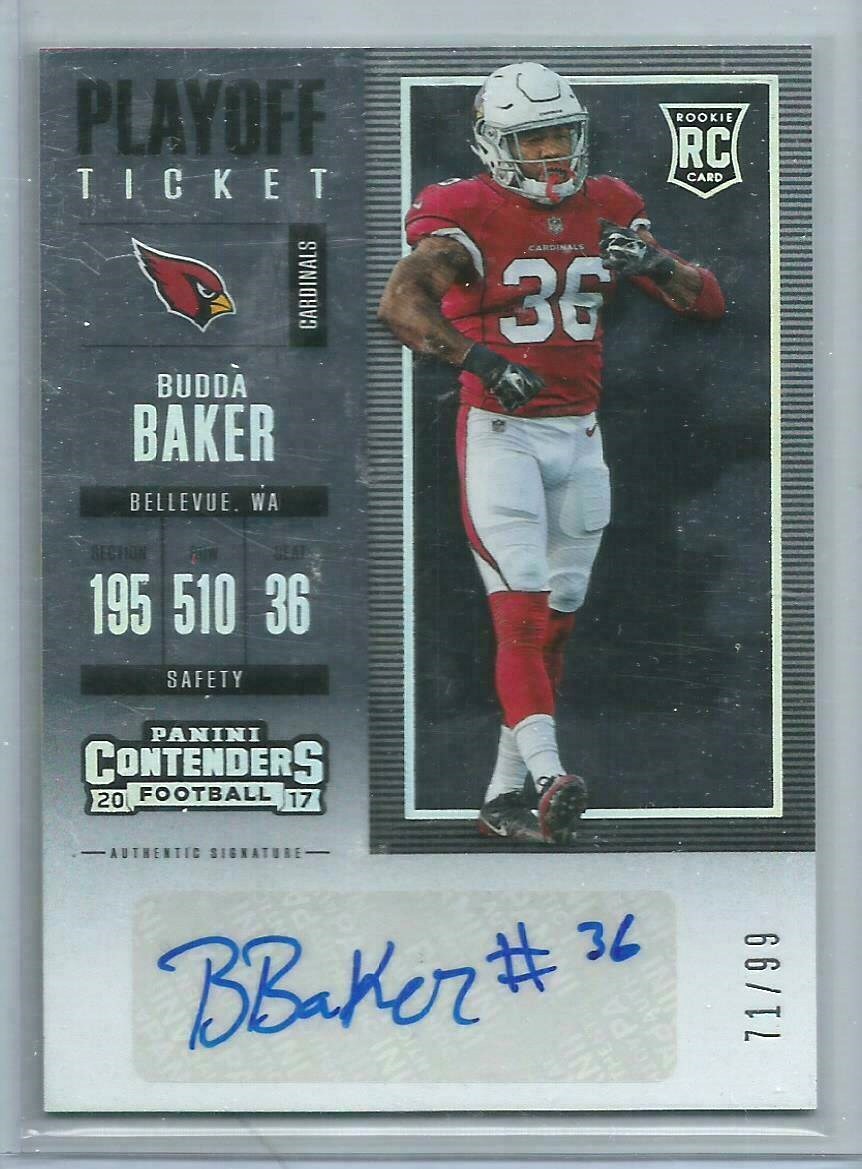 PLAYOFF
TICKET
CARDINALS
BUDDA
BAKER
BELLEVUE, WA
SECTION ROW SEAT
195 510 36
SAFETY
PANINI
CONTENDERS
20 FOOTBALL 17
AUTHENTIC SIGNATURE
ROOKIE
RC
CARD
CARDINALS
36
BBaker #36
71/99